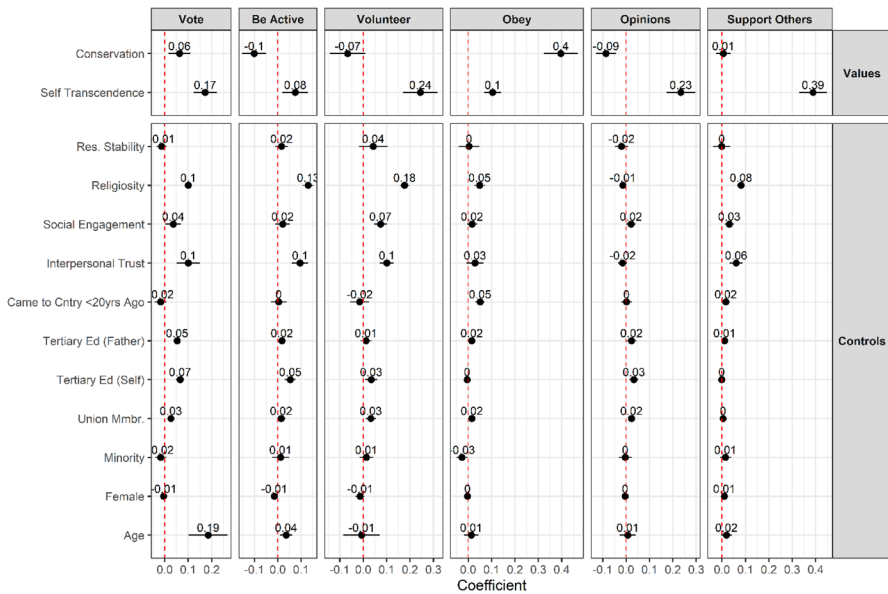 Vote Be Active Volunteer Obey Opinions Support Others
Conservation 0.06 -0.1 -0.07 0.4 -0.09 0.01
Self Transcendence 0.17 0.08 0.24 0.1 0.23 0.39
Values
Res. Stability 0.01 0.02 0.04 0 -0.02 0
Religiosity 0.1 0.13 0.18 0.05 -0.01 0.08
Social Engagement 0.04 0.02 0.07 0.02 0.02 0.03
Interpersonal Trust 0.1 0.1 0.1 0.03 -0.02 0.06
Came to Cntry <20yrs Ago 0.02 0 -0.02 0.05 0 0.02
Tertiary Ed (Father) 0.05 0.02 0.01 0.02 0.02 0.01
Controls
Tertiary Ed (Self) 0.07 0.05 0.03 0 0.03 0
Union Mmbr. 0.03 0.02 0.03 0.02 0.02 0
Minority -0.02 0.01 0.01 -0.03 0 0.01
Female -0.01 -0.01 -0.01 0 0 0.01
Age 0.19 0.04 -0.01 0.01 0.01 0.02
0.0 0.1 0.2 0.0 0.1 -0.1 0.0 0.1 0.2 0.3 0.0 0.1 0.2 0.3 0.4 -0.1 0.0 0.1 0.2 0.3 0.0 0.1 0.2 0.3 0.4
Coefficient